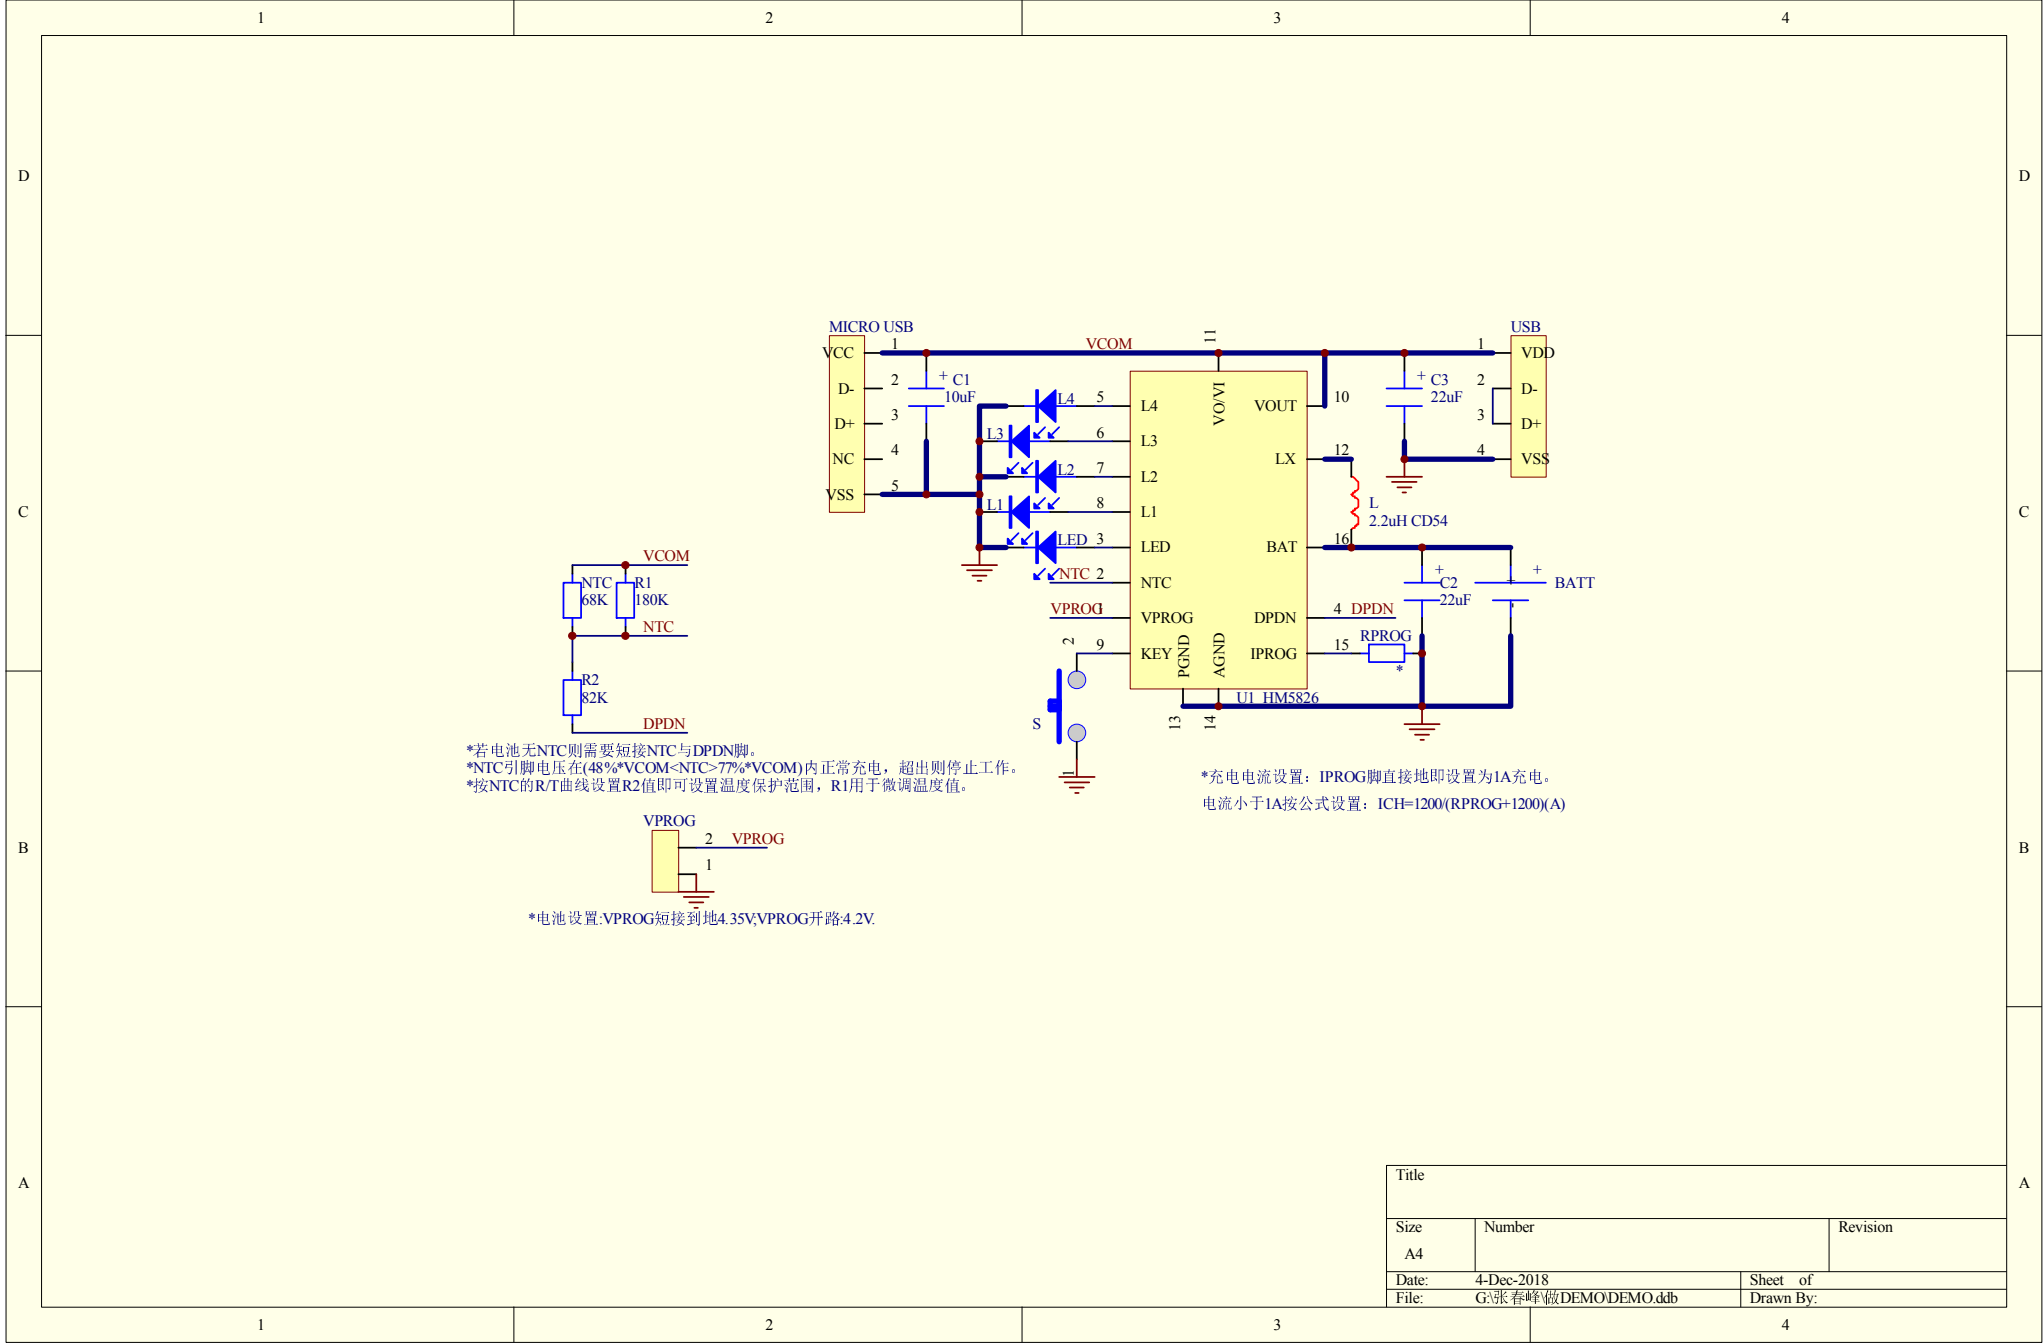 1 2 3 4
D D
MICRO USB
USB
VCC 1
VCOM
11
1 VDD
D- 2
+ C1
10uF
L4 5 L4
VO/VI
VOUT 10
+ C3
22uF
2 D-
D+ 3
L3 6 L3
3 D+
NC 4
L2 7 L2
LX 12
4 VSS
VSS 5
L1 8 L1
L
2.2uH CD54
C C
LED 3 LED
BAT 16
VCOM
NTC
68K
R1
180K
NTC 2 NTC
+ C2
22uF
+ + BATT
NTC
VPROG 1 VPROG
DPDN 4 DPDN
2
9 KEY
PGND
AGND
IPROG 15
RPROG
*
R2
82K
DPDN
S
1
13
14
U1 HM5826
*若电池无NTC则需要短接NTC与DPDN脚。
*NTC引脚电压在(48%*VCOM<NTC>77%*VCOM)内正常充电，超出则停止工作。
*按NTC的R/T曲线设置R2值即可设置温度保护范围，R1用于微调温度值。
*充电电流设置：IPROG脚直接地即设置为1A充电。
电流小于1A按公式设置：ICH=1200/(RPROG+1200)(A)
VPROG
2 VPROG
1
B B
*电池设置:VPROG短接到地4.35V;VPROG开路:4.2V.
A A
Title
Size Number Revision
A4
Date: 4-Dec-2018 Sheet of
File: G:\张春峰\做DEMO\DEMO.ddb Drawn By:
1 2 3 4